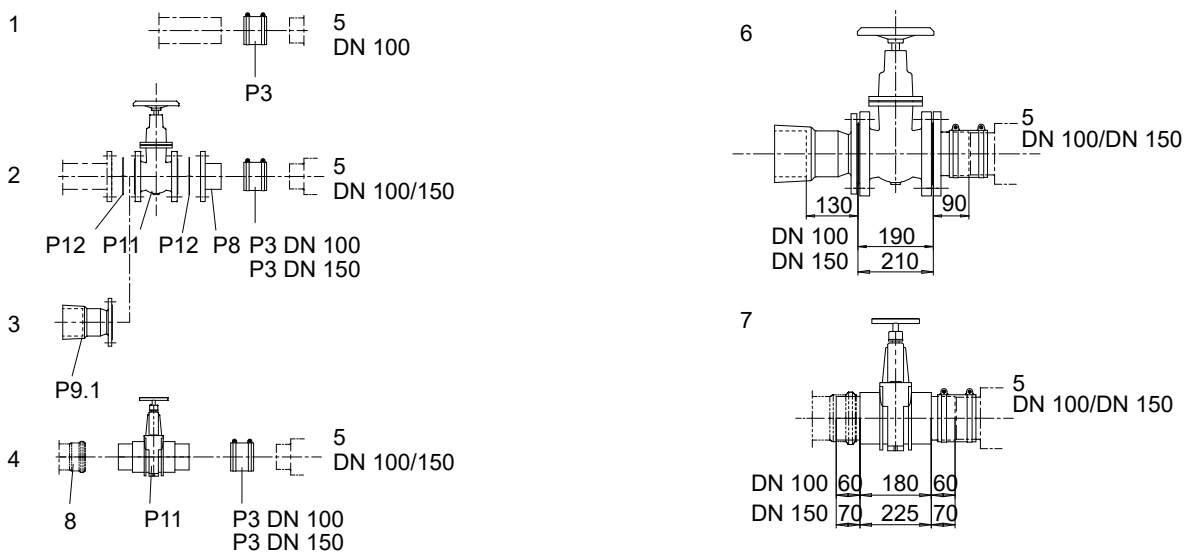 1
5
DN 100
P3
2
5
DN 100/150
P12 P11 P12 P8 P3 DN 100
P3 DN 150
3
P9.1
4
5
DN 100/150
8
P11
P3 DN 100
P3 DN 150
6
5
DN 100/DN 150
130
90
DN 100 190
DN 150 210
7
5
DN 100/DN 150
DN 100 60 180 60
DN 150 70 225 70